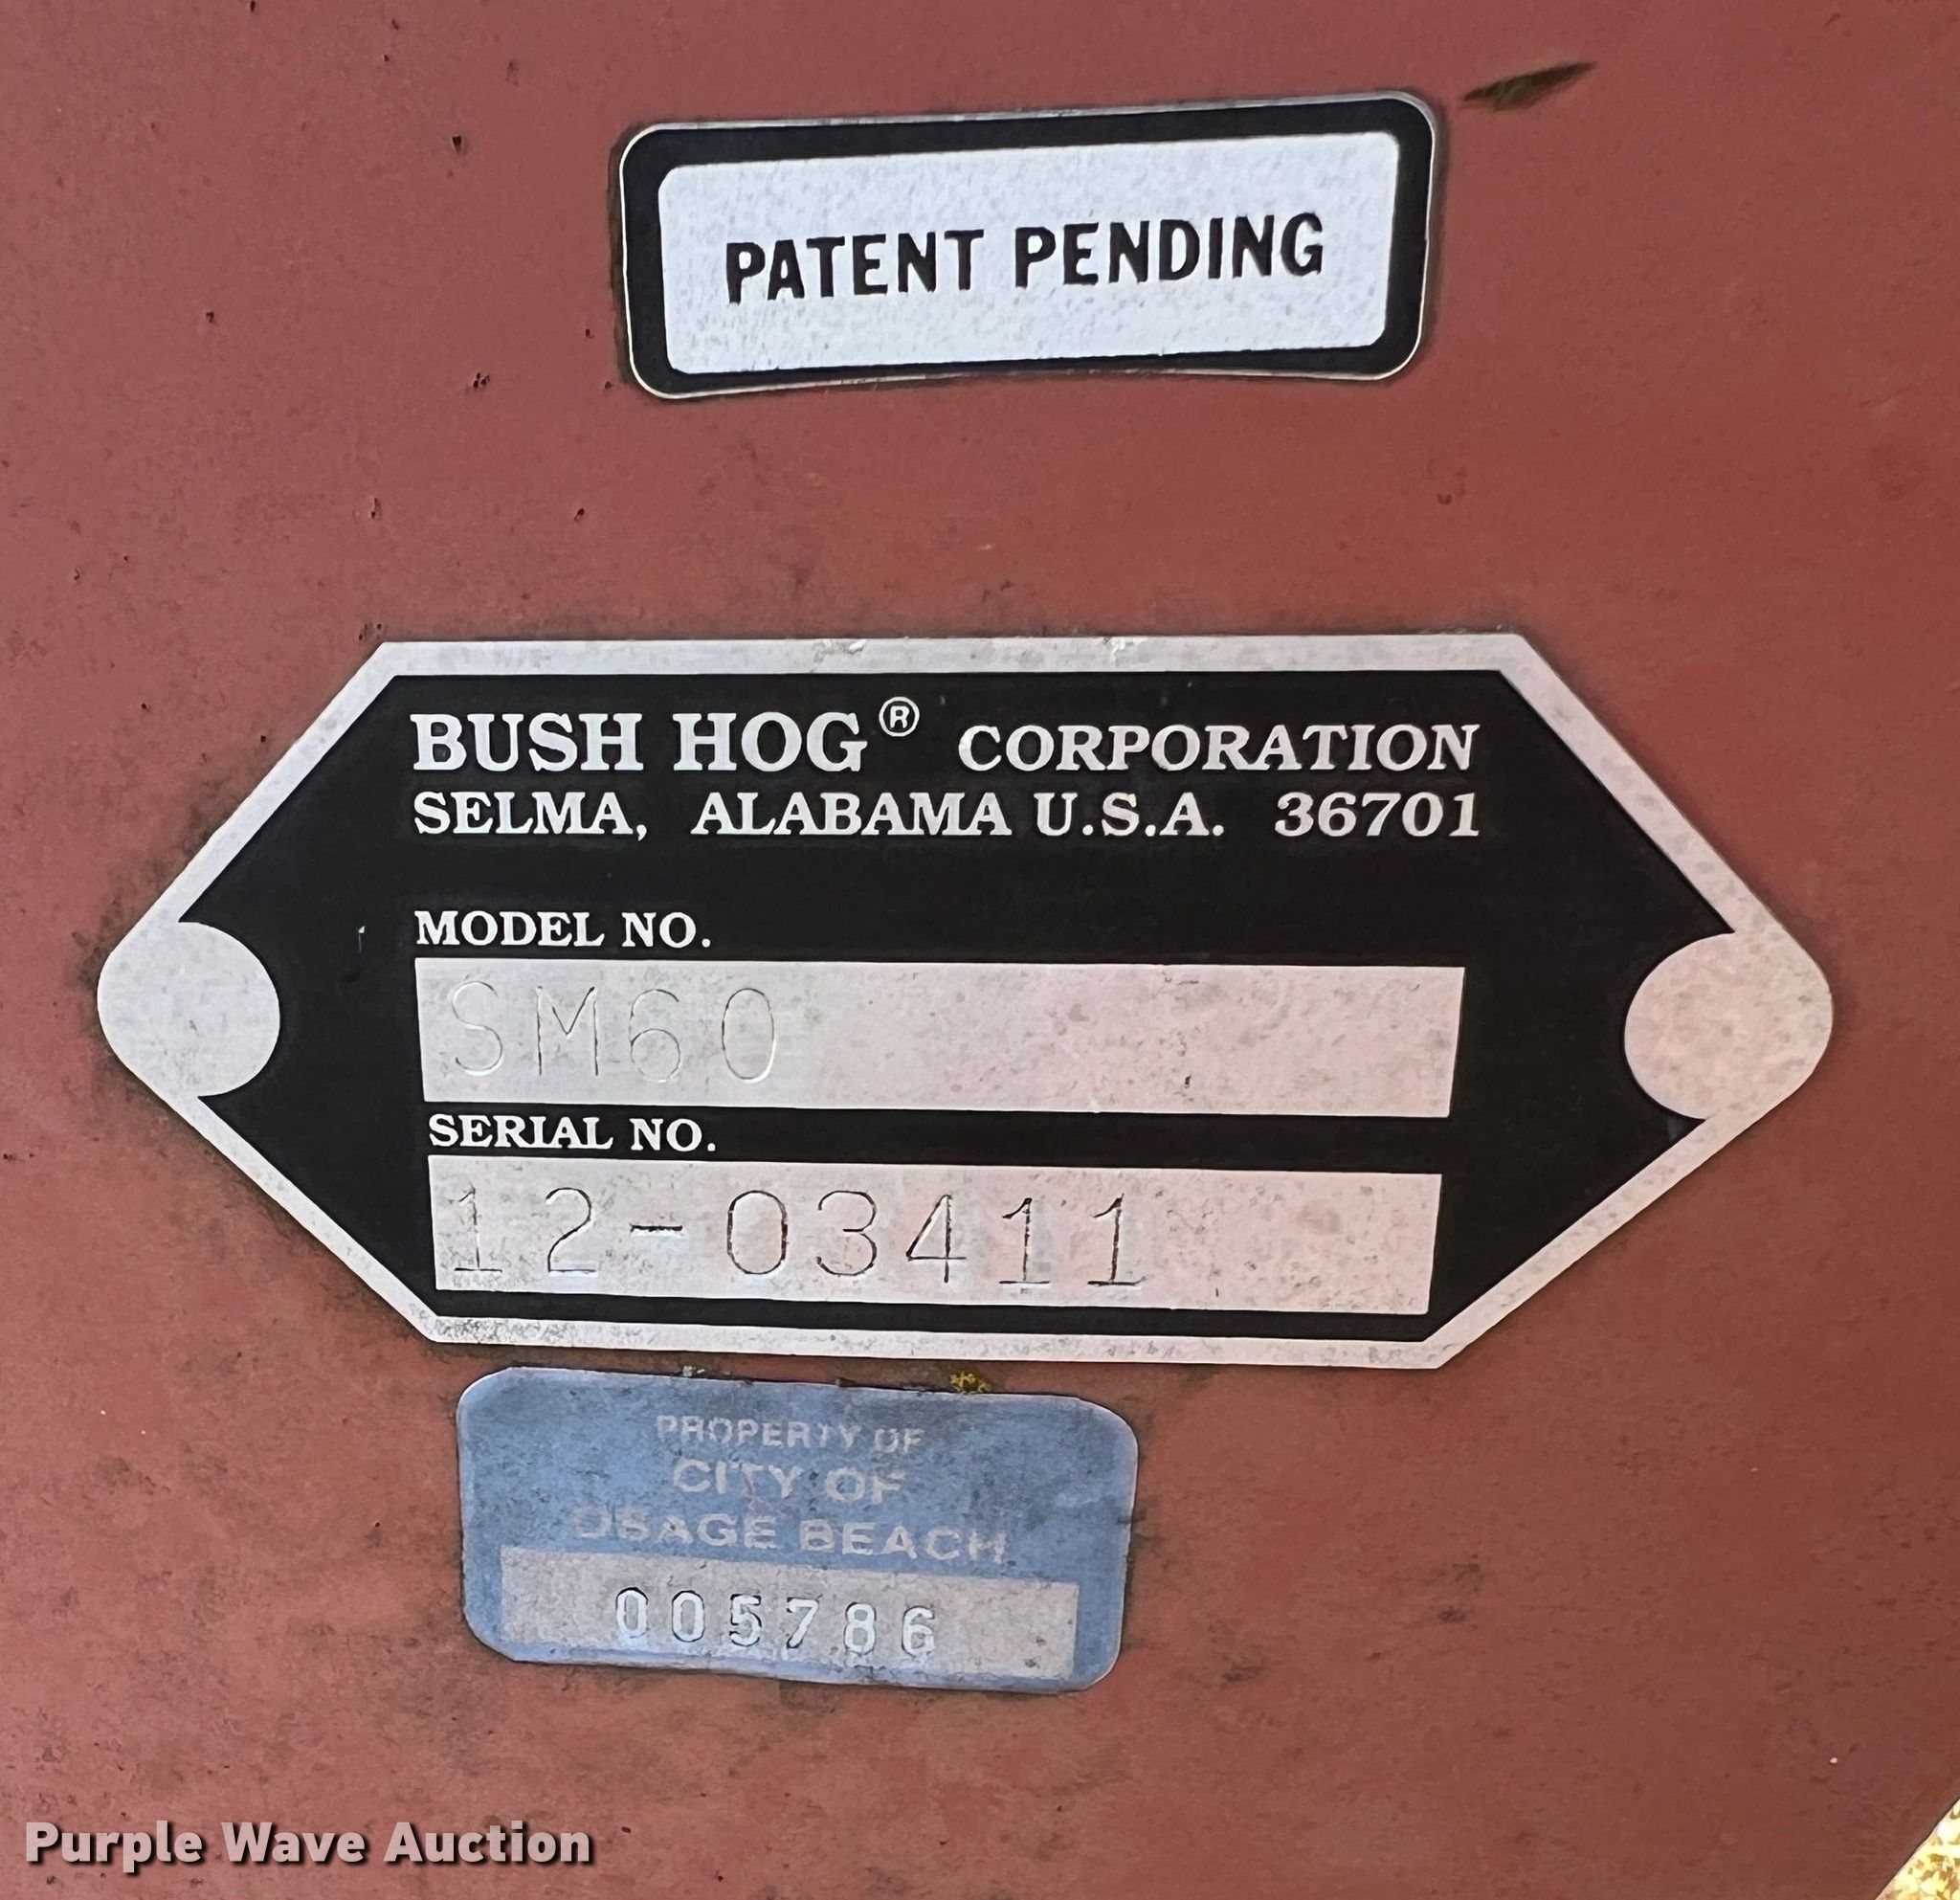 PATENT PENDING
BUSH HOG® CORPORATION
SELMA, ALABAMA U.S.A. 36701
MODEL NO.
SM60
SERIAL NO.
12-03411
PROPERTY OF
CITY OF
OSAGE BEACH
005786
Purple Wave Auction